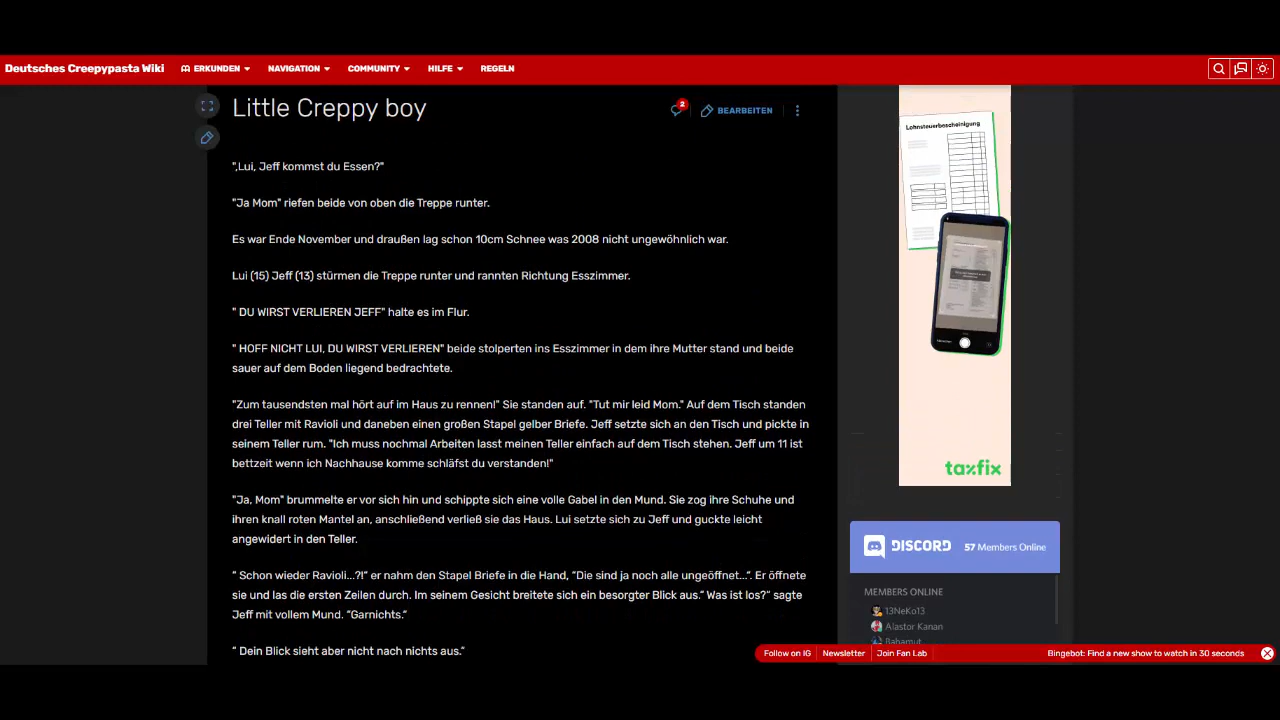 Deutsches Creepypasta Wiki
ERKUNDEN
NAVIGATION
COMMUNITY
HILFE
REGELN
Little Creppy boy
2
BEARBEITEN
",Lui, Jeff kommst du Essen?"
"Ja Mom" riefen beide von oben die Treppe runter.
Es war Ende November und draußen lag schon 10cm Schnee was 2008 nicht ungewöhnlich war.
Lui (15) Jeff (13) stürmen die Treppe runter und rannten Richtung Esszimmer.
" DU WIRST VERLIEREN JEFF" halte es im Flur.
" HOFF NICHT LUI, DU WIRST VERLIEREN" beide stolperten ins Esszimmer in dem ihre Mutter stand und beide
sauer auf dem Boden liegend bedrachtete.
"Zum tausendsten mal hört auf im Haus zu rennen!" Sie standen auf. "Tut mir leid Mom." Auf dem Tisch standen
drei Teller mit Ravioli und daneben einen großen Stapel gelber Briefe. Jeff setzte sich an den Tisch und pickte in
seinem Teller rum. "Ich muss nochmal Arbeiten lasst meinen Teller einfach auf dem Tisch stehen. Jeff um 11 ist
bettzeit wenn ich Nachhause komme schläfst du verstanden!"
"Ja, Mom" brummelte er vor sich hin und schippte sich eine volle Gabel in den Mund. Sie zog ihre Schuhe und
ihren knall roten Mantel an, anschließend verließ sie das Haus. Lui setzte sich zu Jeff und guckte leicht
angewidert in den Teller.
“ Schon wieder Ravioli...?!” er nahm den Stapel Briefe in die Hand, “Die sind ja noch alle ungeöffnet...“. Er öffnete
sie und las die ersten Zeilen durch. Im seinem Gesicht breitete sich ein besorgter Blick aus.“ Was ist los?“ sagte
Jeff mit vollem Mund. “Garnichts.”
“ Dein Blick sieht aber nicht nach nichts aus.”
Lohnsteuerbescheinigung
taxfix
DISCORD
57 Members Online
MEMBERS ONLINE
13NeKo13
Alastor Kanan
Bahamut
Follow on IG
Newsletter
Join Fan Lab
Bingebot: Find a new show to watch in 30 seconds